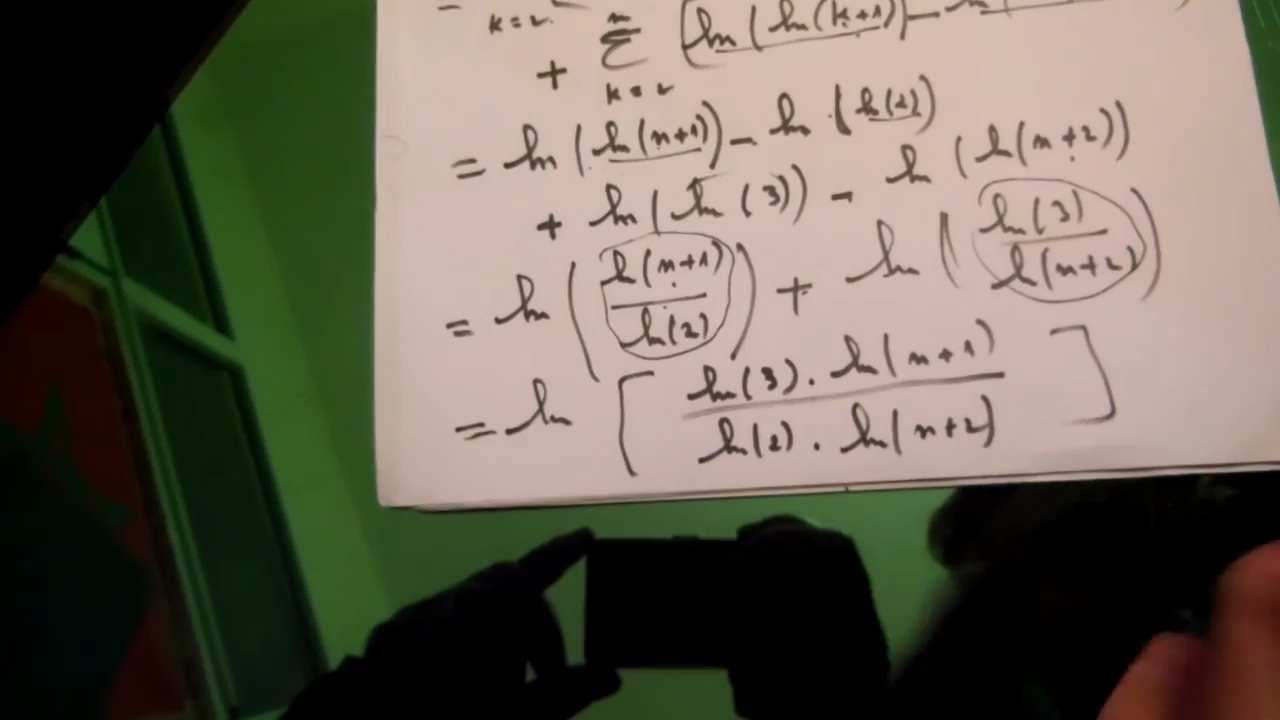 k=2
+ n Σ k=2 [ln(ln(k+1)) -
= ln(ln(n+1)) - ln(ln(2))
+ ln(ln(3)) - ln(ln(n+2))
= ln(ln(n+1)/ln(2)) + ln(ln(3)/ln(n+2))
= ln[ln(3).ln(n+1)/ln(2).ln(n+2)]